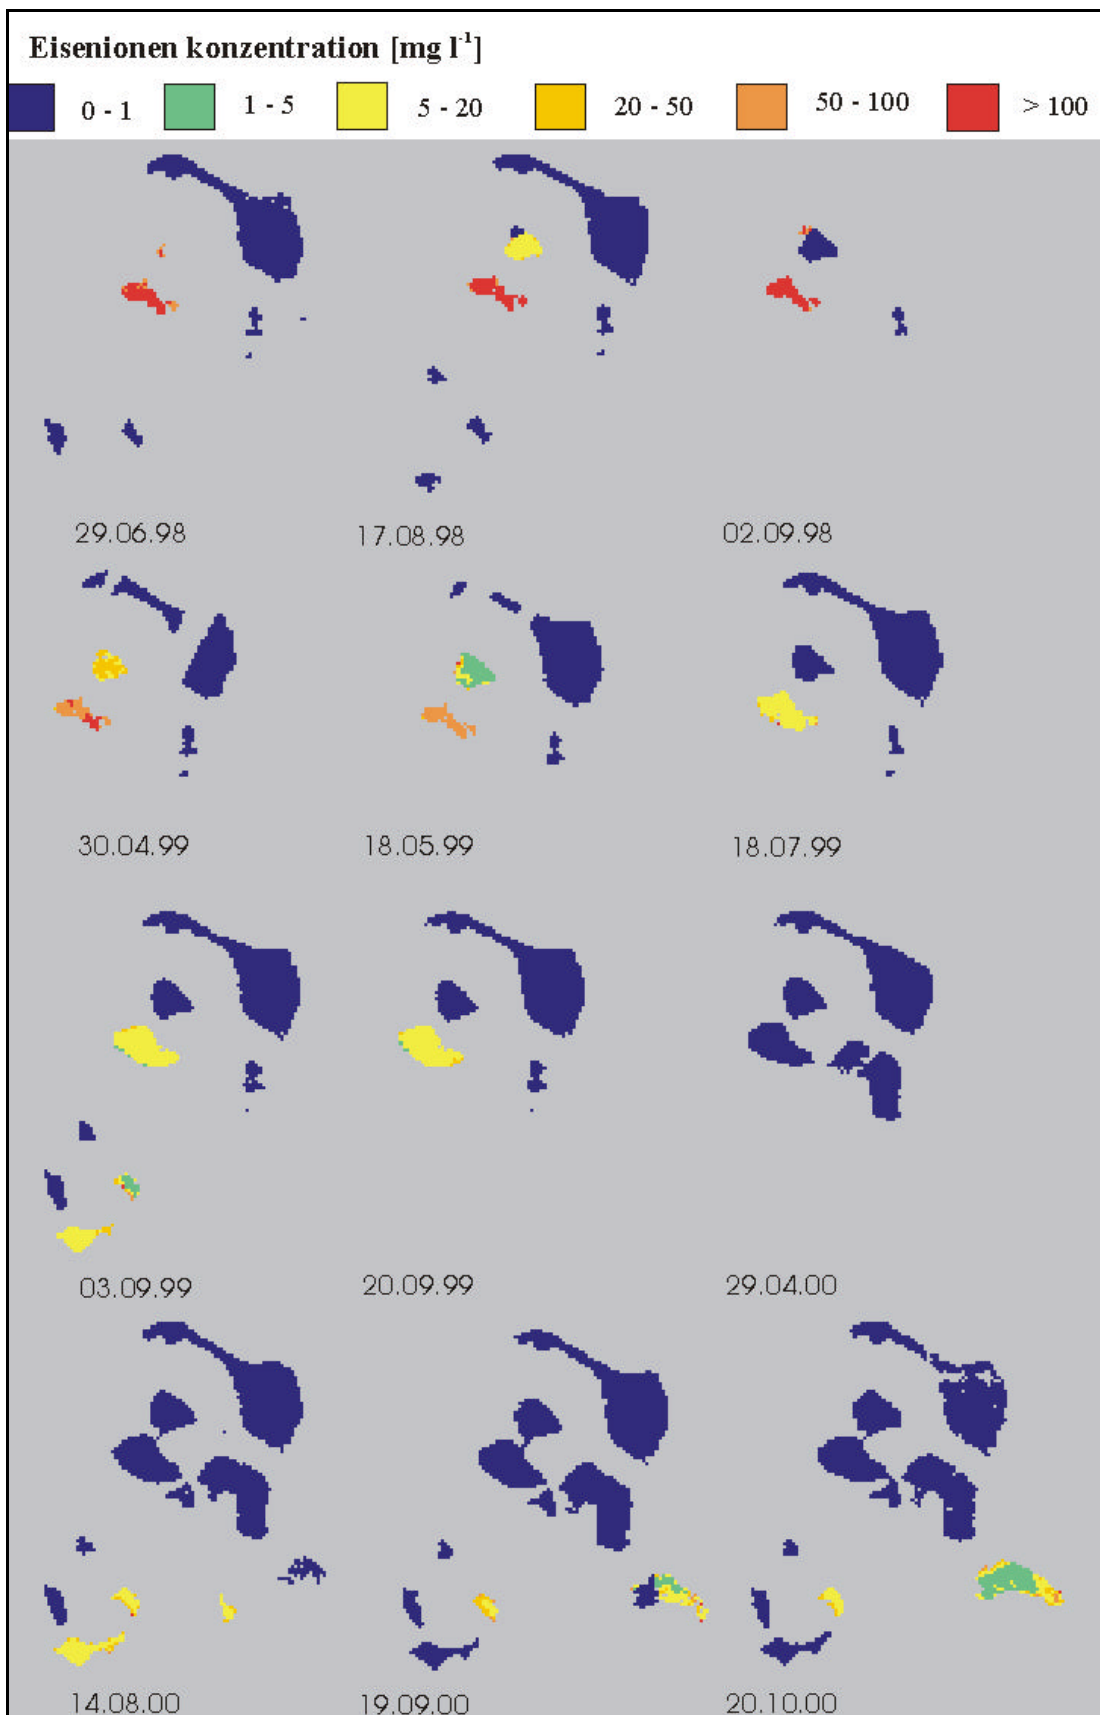 Eisenionen konzentration [mg l⁻¹]
0 - 1 1 - 5 5 - 20 20 - 50 50 - 100 > 100
29.06.98 17.08.98 02.09.98
30.04.99 18.05.99 18.07.99
03.09.99 20.09.99 29.04.00
14.08.00 19.09.00 20.10.00